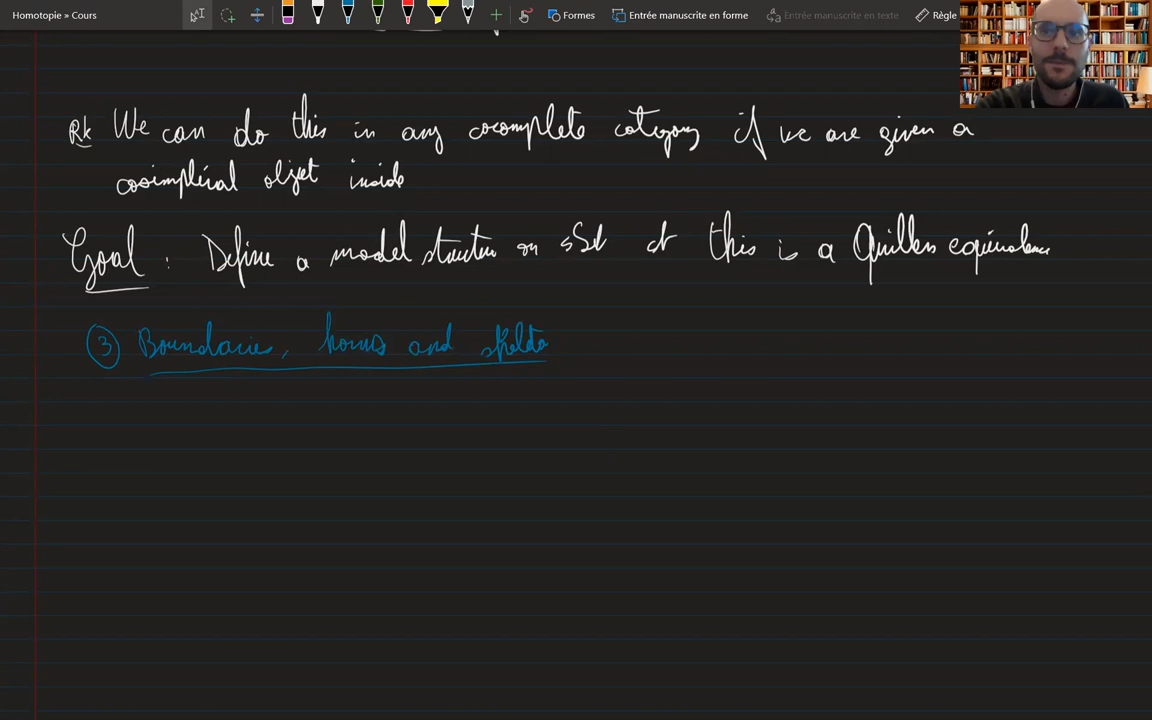 Homotopie » Cours
Formes
Entrée manuscrite en forme
Entrée manuscrite en texte
Règle
Rk We can do this in any cocomplete category if we are given a
cosimplicial objet inside
Goal : Define a model structure on sSet st this is a Quillen equivalence
③ Boundaries, horns and skeleta